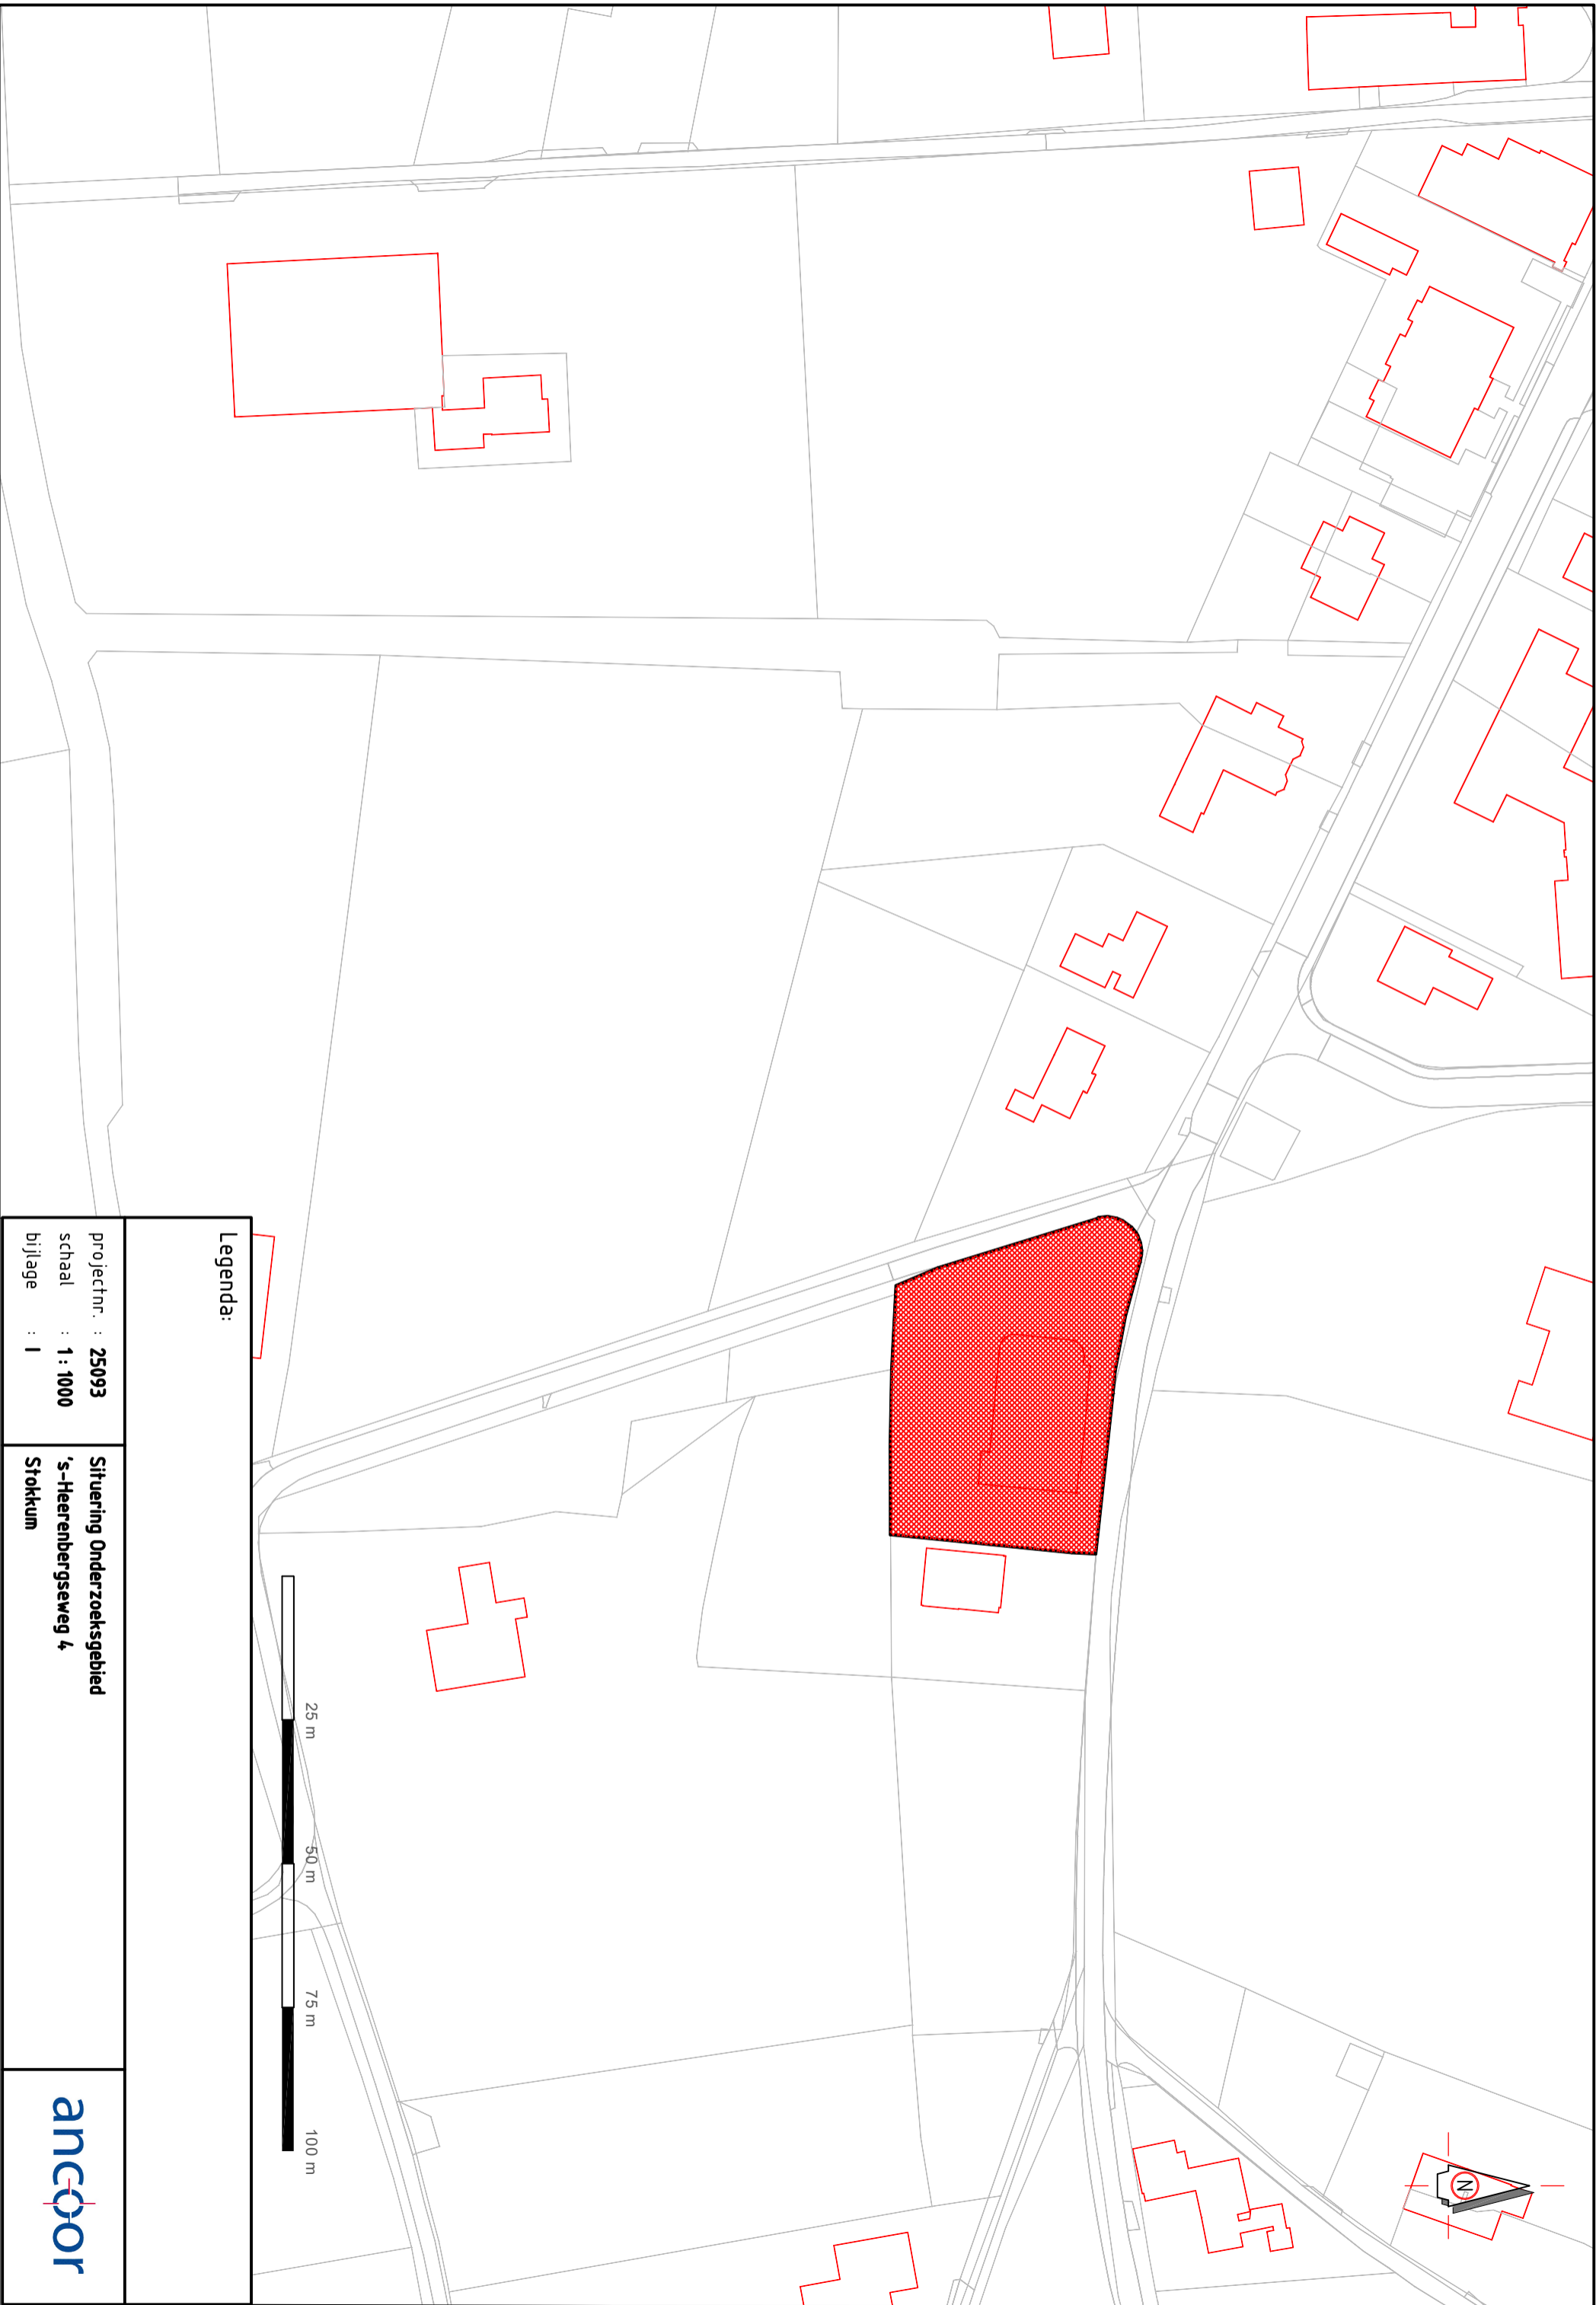 N
25 m
50 m
75 m
100 m
Legenda:
projectnr. : 25093
schaal : 1: 1000
bijlage : I
Situering Onderzoeksgebied
's-Heerenbergseweg 4
Stokkum
ancoor